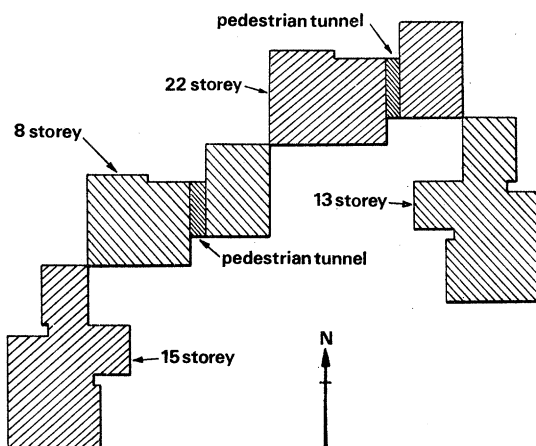 pedestrian tunnel
22 storey
8 storey
13 storey
pedestrian tunnel
N
15 storey